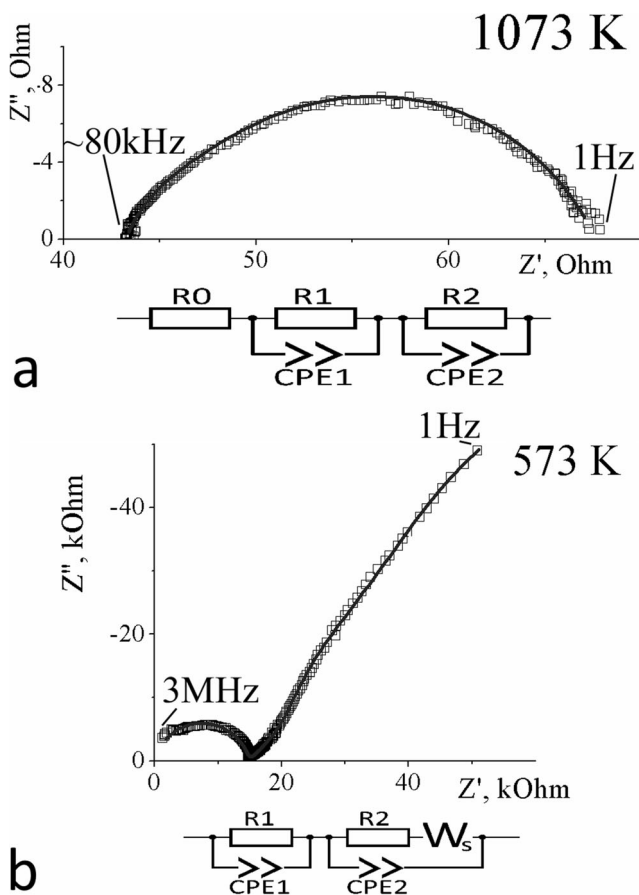 1073 K
Z'', Ohm
-8
-4
0
~80kHz
1Hz
40
50
60
Z', Ohm
R0
R1
R2
CPE1
CPE2
a
1Hz
573 K
Z'', kOhm
-40
-20
0
3MHz
0
20
40
Z', kOhm
R1
R2
Ws
CPE1
CPE2
b